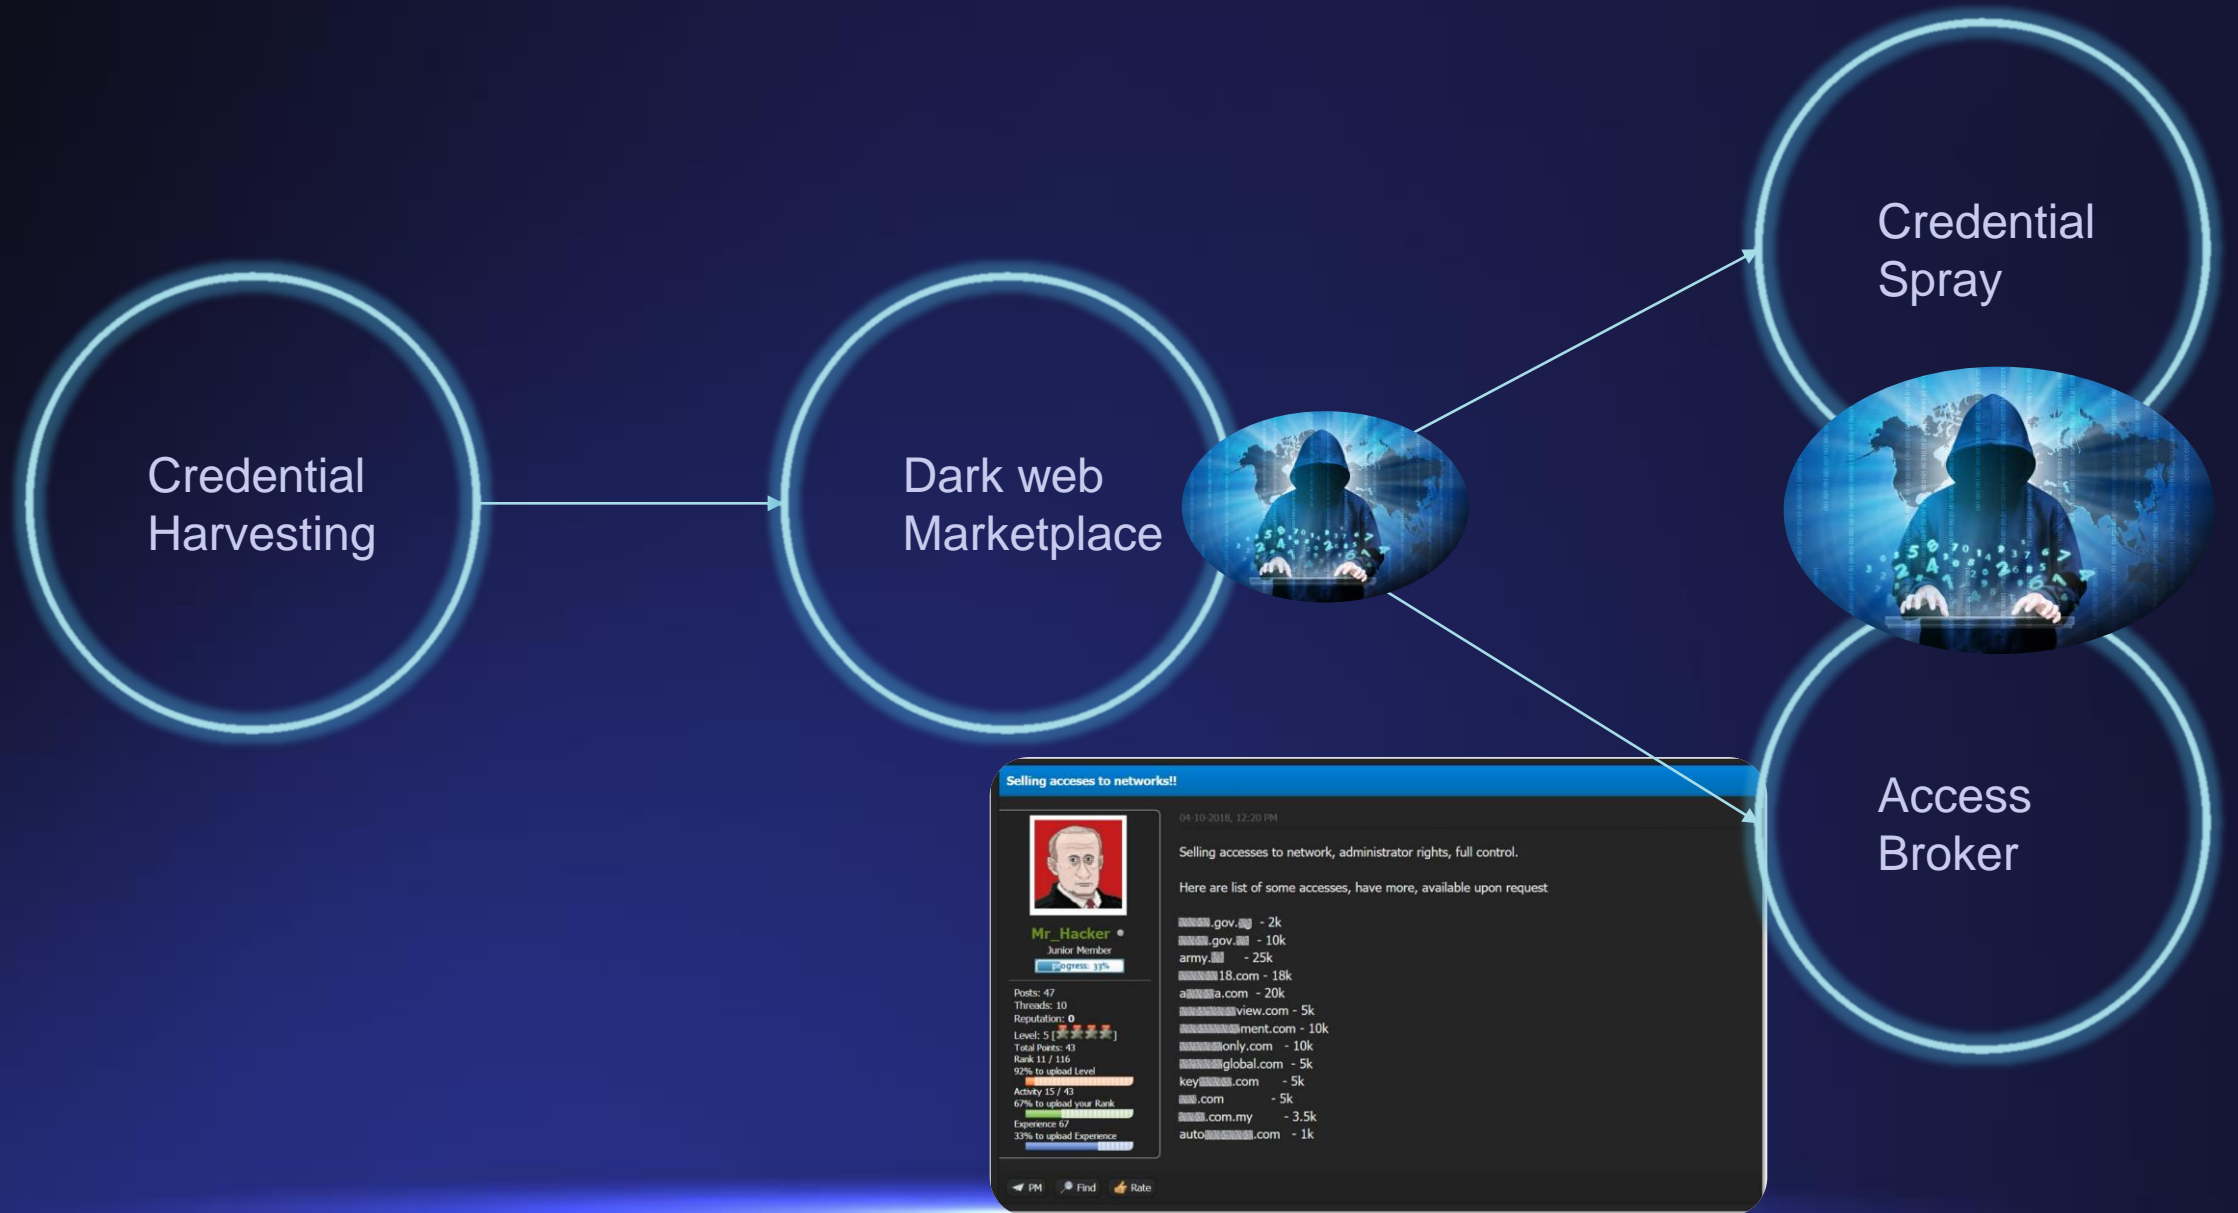 Credential
Harvesting
Dark web
Marketplace
Credential
Spray
Access
Broker
Selling acceses to networks!!
Mr_Hacker
Junior Member
progress: 33%
Posts: 47
Threads: 10
Reputation: 0
Level: 5 [ ]
Total Points: 43
Rank 11 / 116
92% to upload Level
Activity 15 / 43
67% to upload your Rank
Experience 67
33% to upload Experience
04-10-2018, 12:20 PM
Selling accesses to network, administrator rights, full control.
Here are list of some accesses, have more, available upon request
.gov. - 2k
.gov. - 10k
army. - 25k
18.com - 18k
a a.com - 20k
view.com - 5k
ment.com - 10k
only.com - 10k
global.com - 5k
key .com - 5k
.com - 5k
.com.my - 3.5k
auto .com - 1k
PM Find Rate